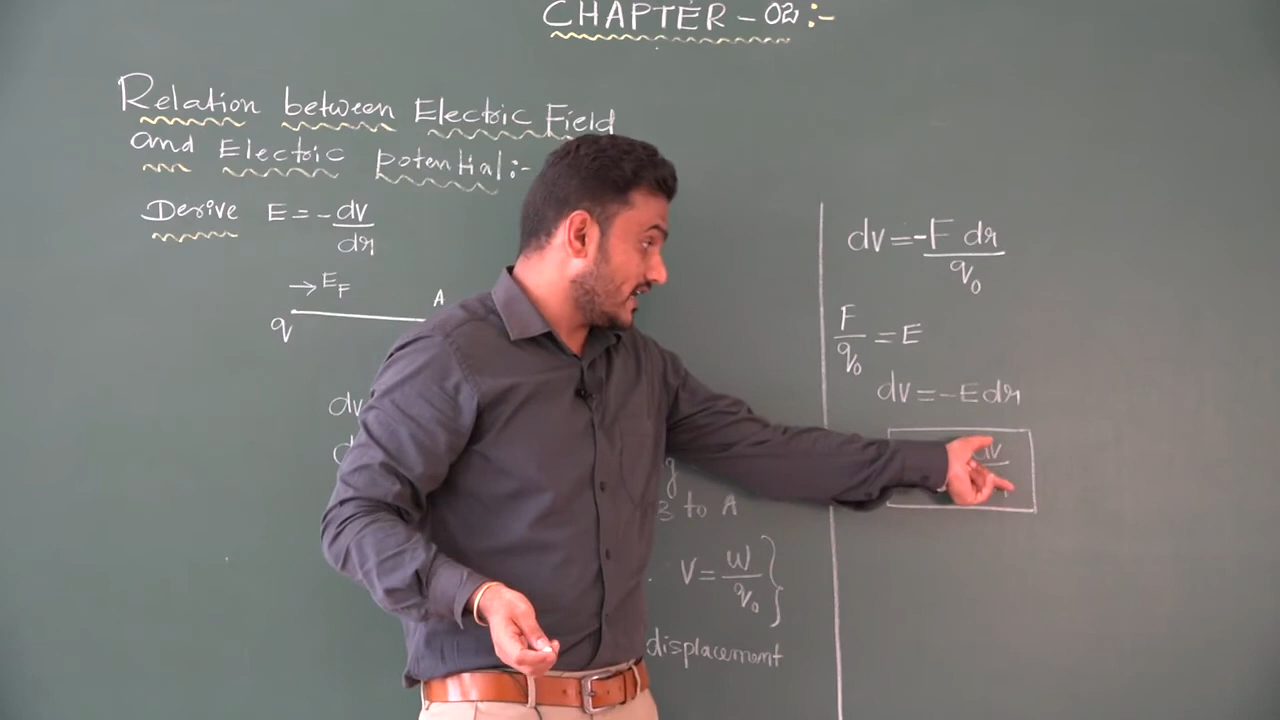 CHAPTER - 02 :-
Relation between Electric Field
and Electric potential :-
Derive E = - dv/dr
→ E_F
q A
dv
dv = - F dr / q₀
F / q₀ = E
dv = - E dr
dv
B to A
V = W / q₀ }
displacement